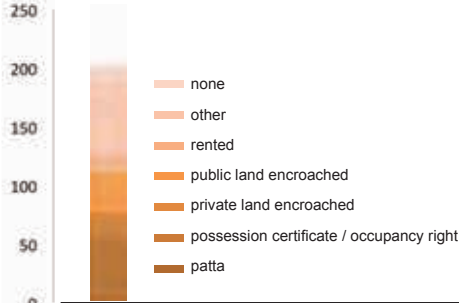 250
200
150
100
50
0
none
other
rented
public land encroached
private land encroached
possession certificate / occupancy right
patta